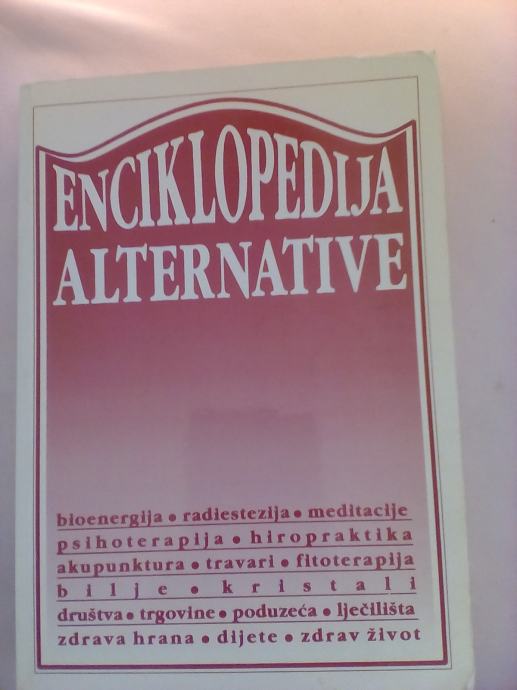 ENCIKLOPEDIJA
ALTERNATIVE
bioenergija • radiestezija • meditacije
psihoterapija • hiropraktika
akupunktura • travari • fitoterapija
bilje • kristali
društva • trgovine • poduzeća • lječilišta
zdrava hrana • dijete • zdrav život